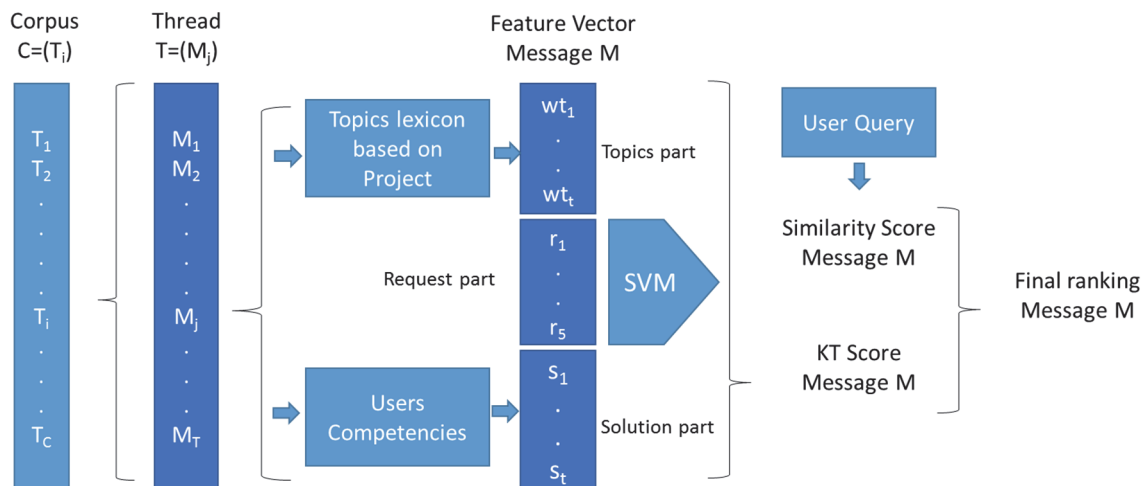 Corpus
C=(Tᵢ)
T₁
T₂
.
.
.
.
Tᵢ
.
.
.
T_C
Thread
T=(Mⱼ)
M₁
M₂
.
.
.
.
Mⱼ
.
.
.
M_T
Topics lexicon
based on
Project
Request part
Users
Competencies
Feature Vector
Message M
wt₁
.
.
wtₜ
r₁
.
.
r₅
s₁
.
.
sₜ
Topics part
SVM
Solution part
User Query
Similarity Score
Message M
KT Score
Message M
Final ranking
Message M